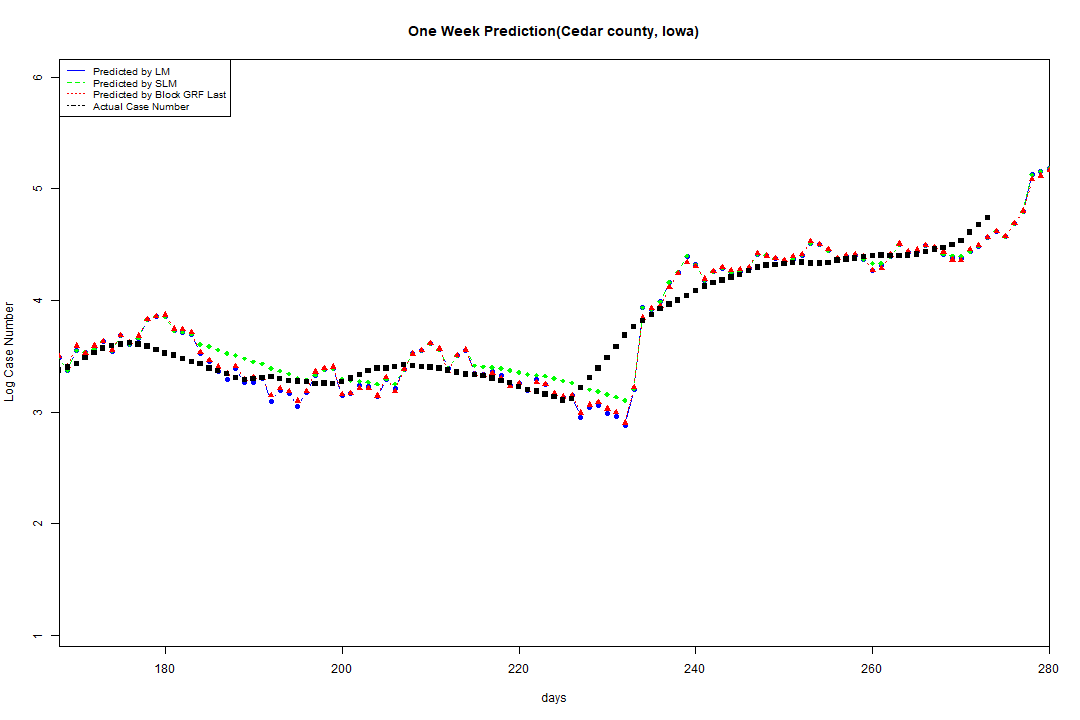 One Week Prediction(Cedar county, Iowa)
Predicted by LM
Predicted by SLM
Predicted by Block GRF Last
Actual Case Number
6
5
4
3
2
1
Log Case Number
180 200 220 240 260 280
days